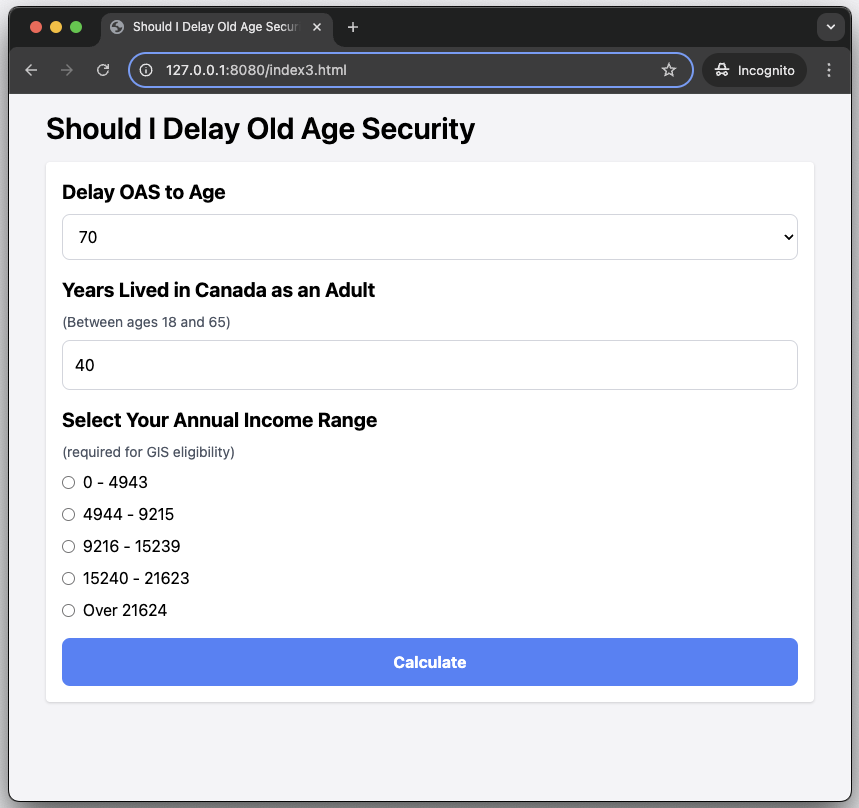 Should I Delay Old Age Secur
127.0.0.1:8080/index3.html
Incognito
Should I Delay Old Age Security
Delay OAS to Age
70
Years Lived in Canada as an Adult
(Between ages 18 and 65)
40
Select Your Annual Income Range
(required for GIS eligibility)
0 - 4943
4944 - 9215
9216 - 15239
15240 - 21623
Over 21624
Calculate